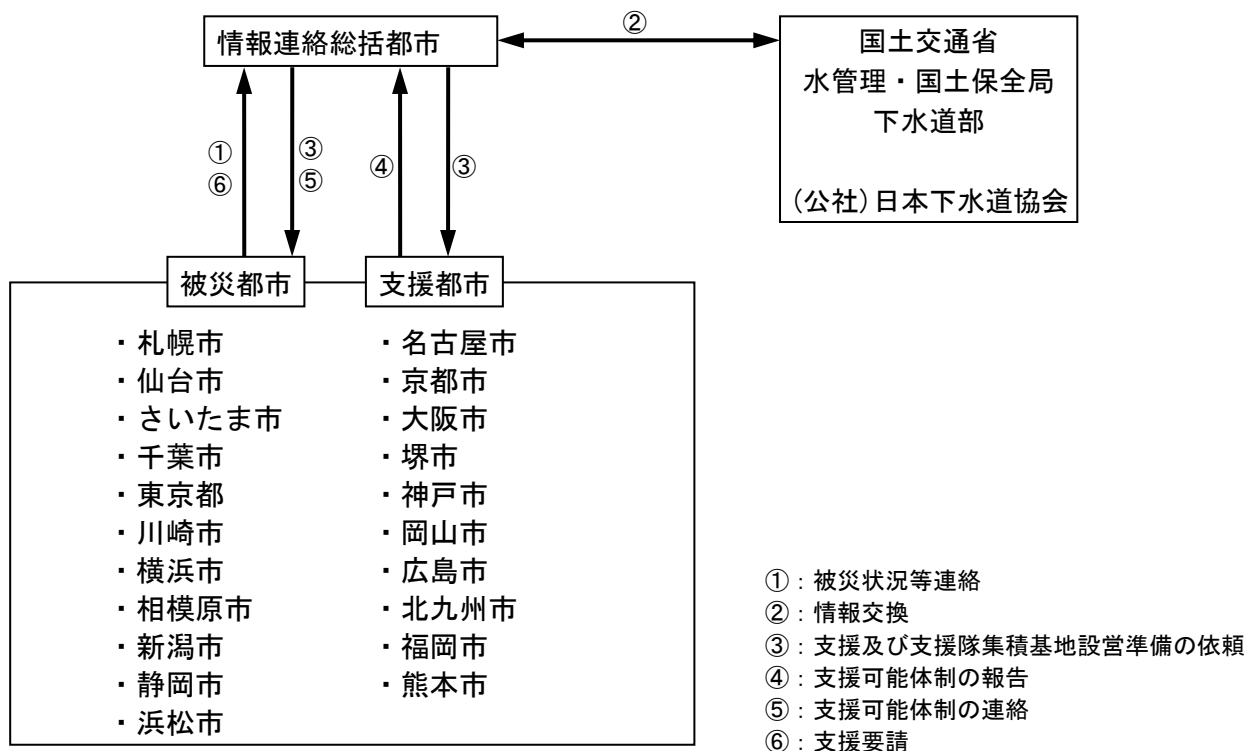 情報連絡総括都市
②
国土交通省
水管理・国土保全局
下水道部
(公社)日本下水道協会
①
⑥
③
⑤
④
③
被災都市
支援都市
・札幌市
・仙台市
・さいたま市
・千葉市
・東京都
・川崎市
・横浜市
・相模原市
・新潟市
・静岡市
・浜松市
・名古屋市
・京都市
・大阪市
・堺市
・神戸市
・岡山市
・広島市
・北九州市
・福岡市
・熊本市
①：被災状況等連絡
②：情報交換
③：支援及び支援隊集積基地設営準備の依頼
④：支援可能体制の報告
⑤：支援可能体制の連絡
⑥：支援要請